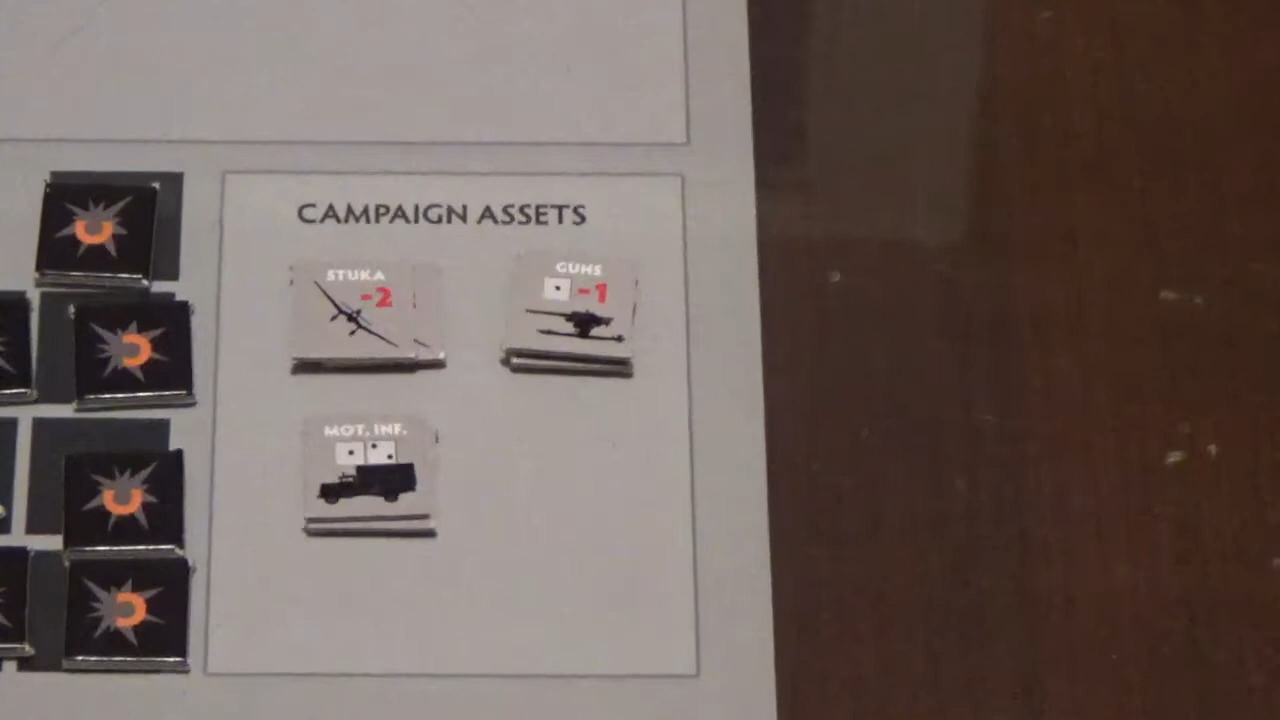 CAMPAIGN ASSETS
STUKA
-2
GUNS
-1
MOT. INF.